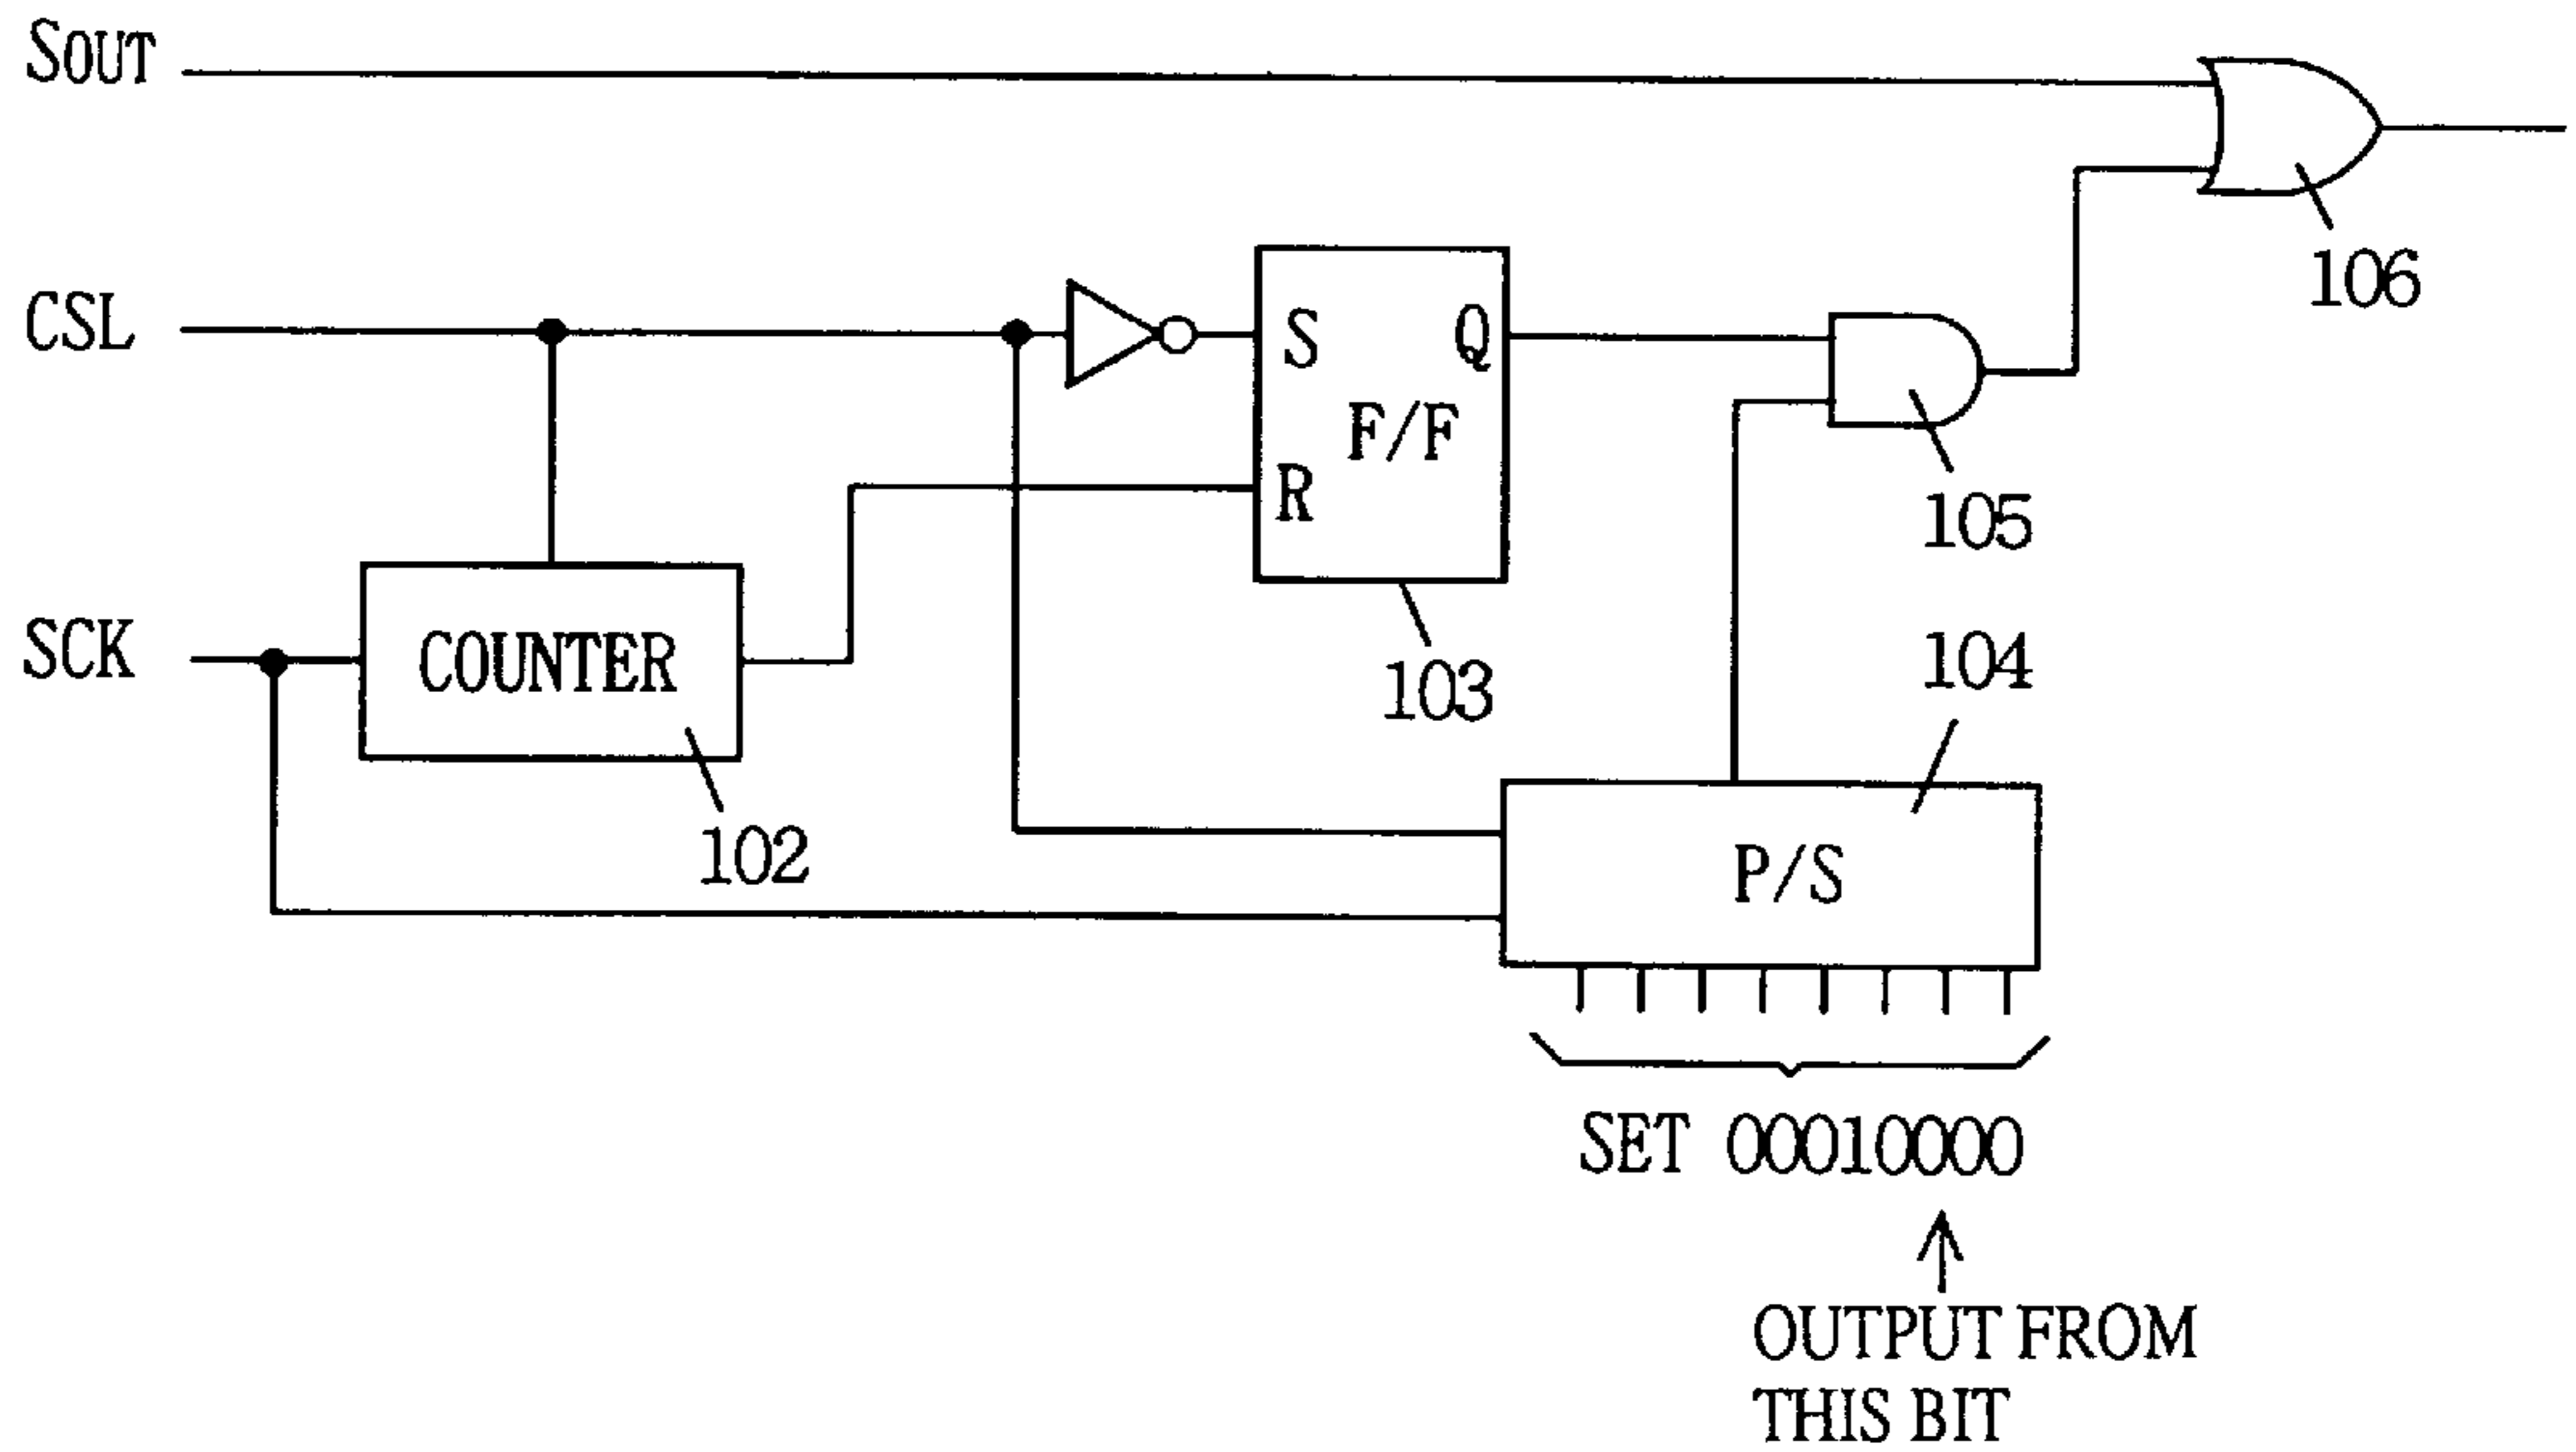 SOUT
106
CSL
S
Q
F/F
R
105
SCK
COUNTER
103
104
102
P/S
SET 00010000
OUTPUT FROM
THIS BIT